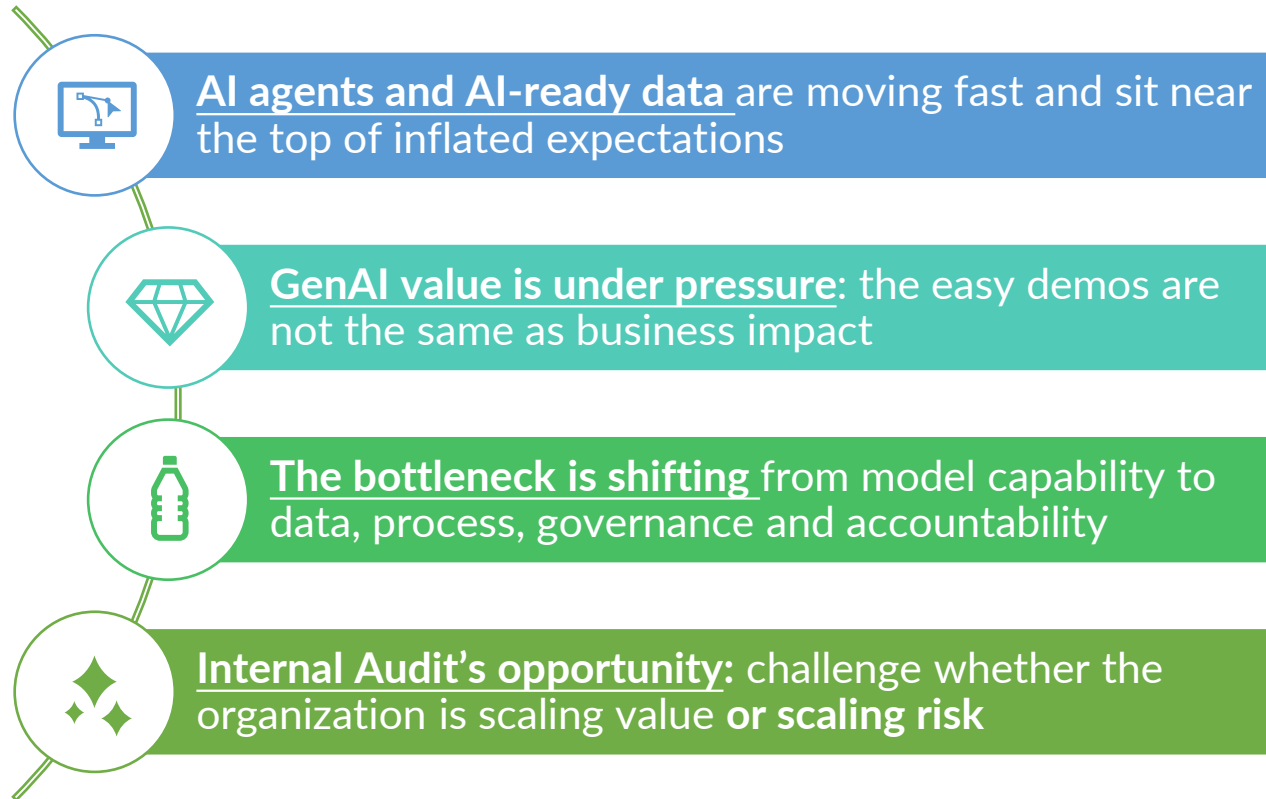 AI agents and AI-ready data are moving fast and sit near
the top of inflated expectations
GenAI value is under pressure: the easy demos are
not the same as business impact
The bottleneck is shifting from model capability to
data, process, governance and accountability
Internal Audit’s opportunity: challenge whether the
organization is scaling value or scaling risk